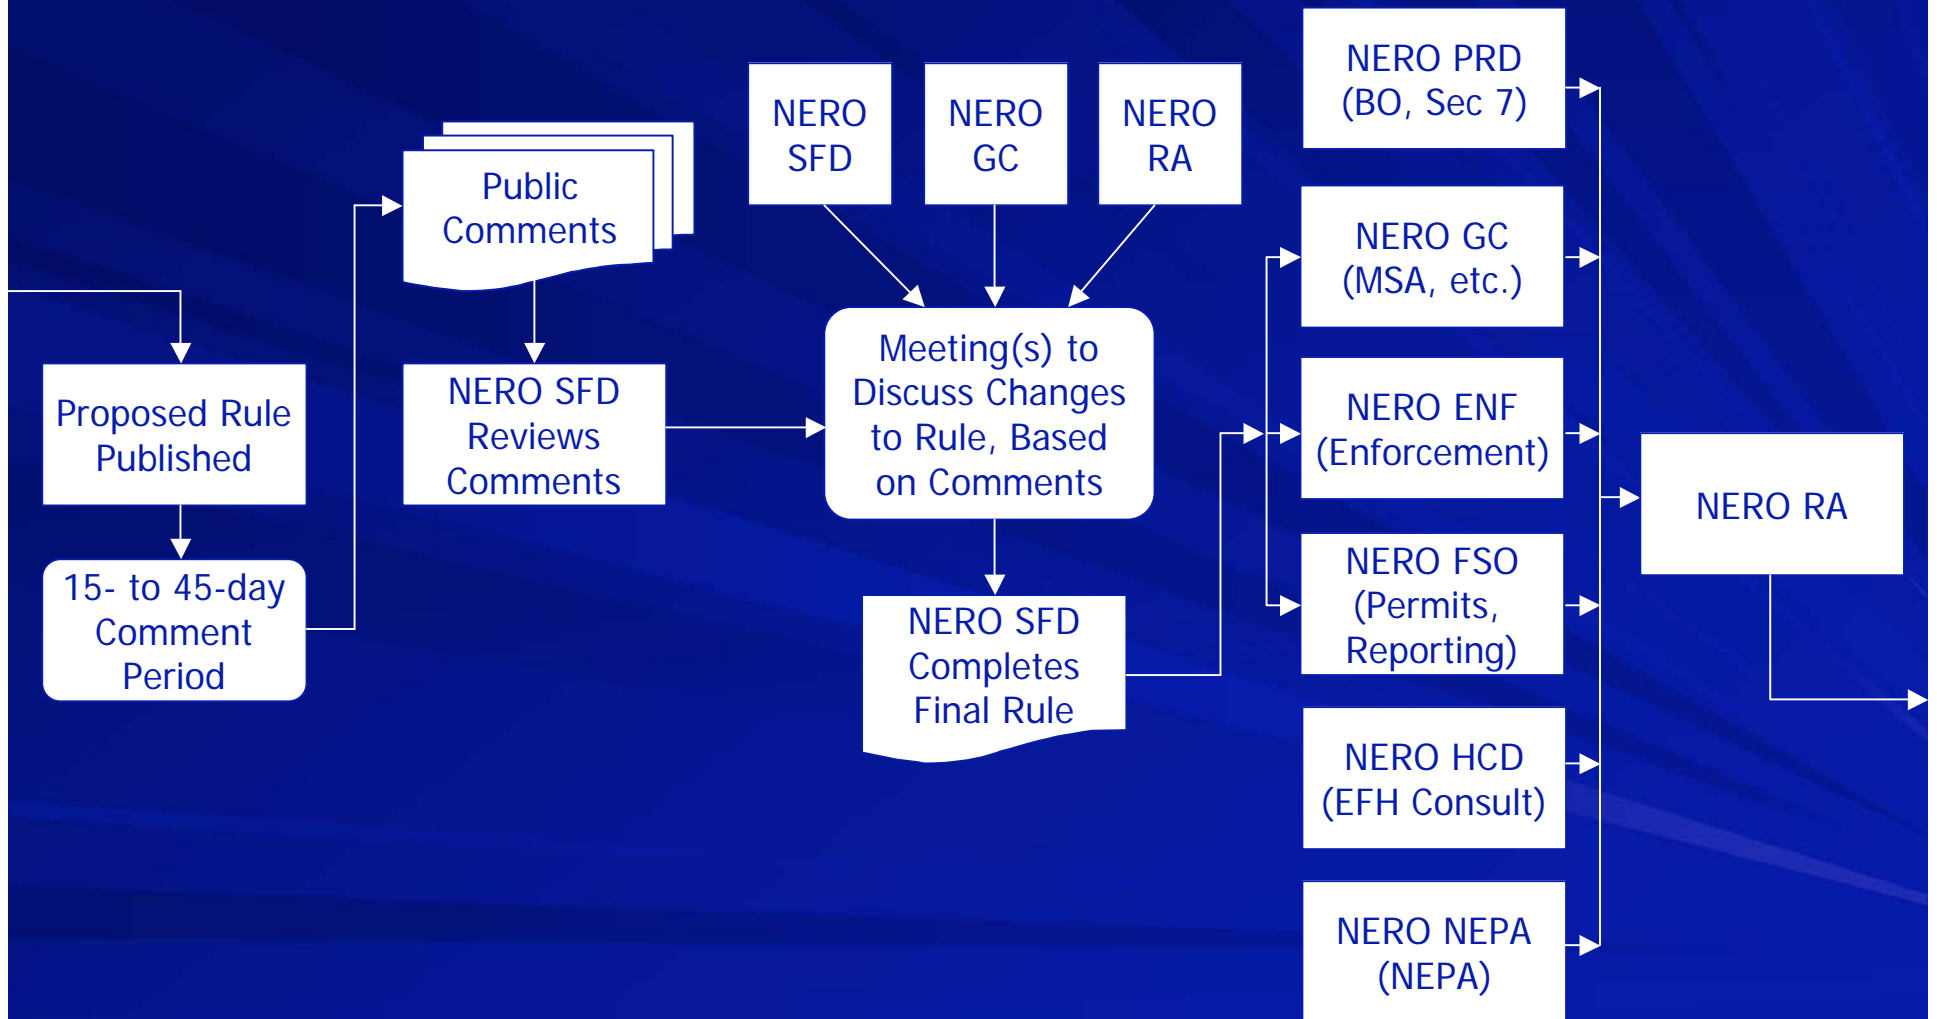 Proposed Rule
Published
15- to 45-day
Comment
Period
Public
Comments
NERO SFD
Reviews
Comments
NERO
SFD
NERO
GC
NERO
RA
Meeting(s) to
Discuss Changes
to Rule, Based
on Comments
NERO SFD
Completes
Final Rule
NERO PRD
(BO, Sec 7)
NERO GC
(MSA, etc.)
NERO ENF
(Enforcement)
NERO FSO
(Permits,
Reporting)
NERO HCD
(EFH Consult)
NERO NEPA
(NEPA)
NERO RA